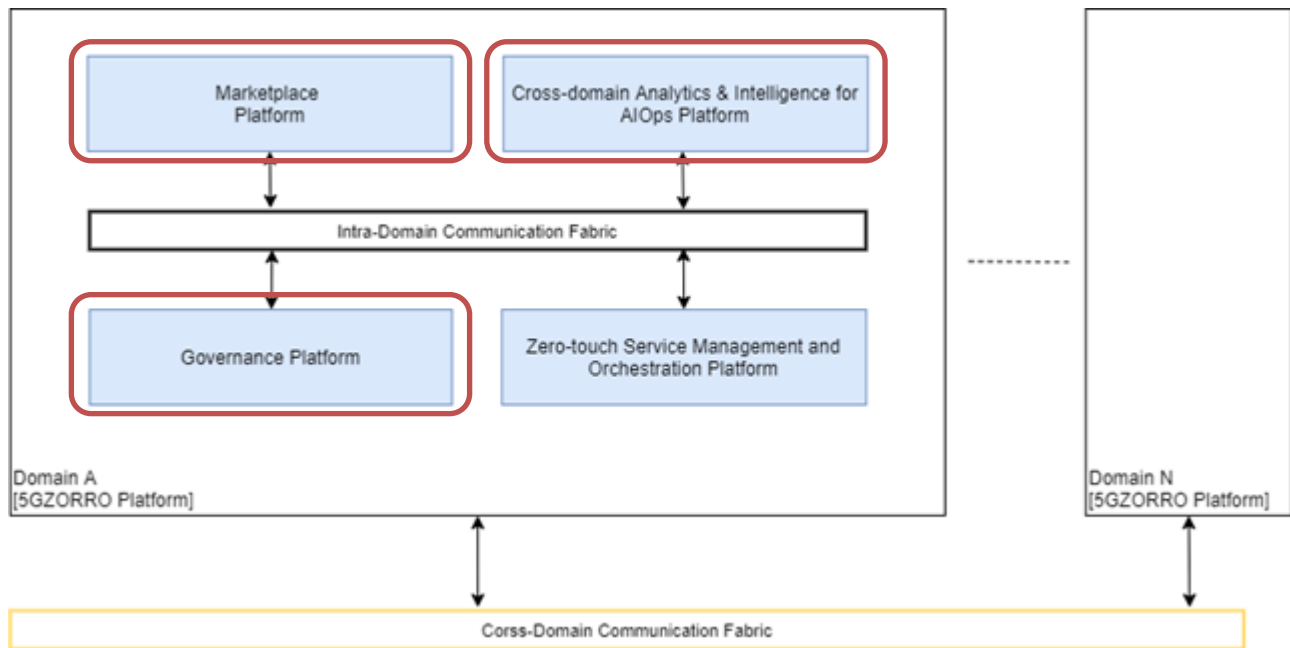 Marketplace
Platform
Cross-domain Analytics & Intelligence for
AIOps Platform
Intra-Domain Communication Fabric
Governance Platform
Zero-touch Service Management and
Orchestration Platform
Domain A
[5GZORRO Platform]
Domain N
[5GZORRO Platform]
Corss-Domain Communication Fabric